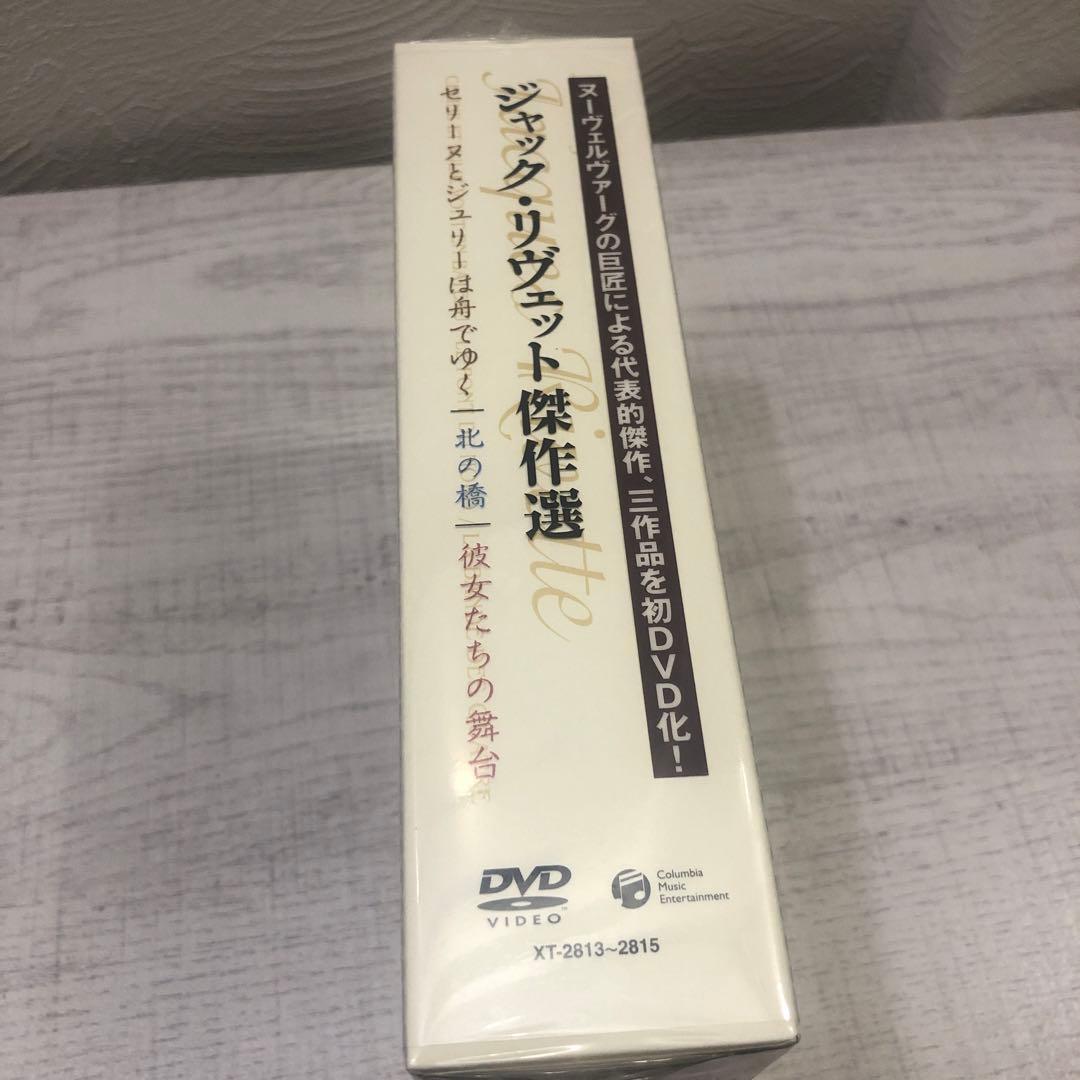 ヌーヴェルヴァーグの巨匠による代表的傑作、三作品を初DVD化!
ジャック・リヴェット傑作選
セリーヌとジュリーは舟でゆく|北の橋|彼女たちの舞台
DVD
VIDEO
Columbia
Music
Entertainment
XT-2813~2815